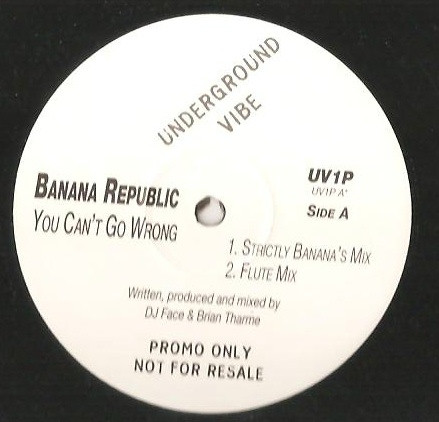 UNDERGROUND
VIBE
BANANA REPUBLIC
YOU CAN'T GO WRONG
UV1P
UV1P A'
SIDE A
1. STRICTLY BANANA'S MIX
2. FLUTE MIX
Written, produced and mixed by
DJ Face & Brian Tharme
PROMO ONLY
NOT FOR RESALE